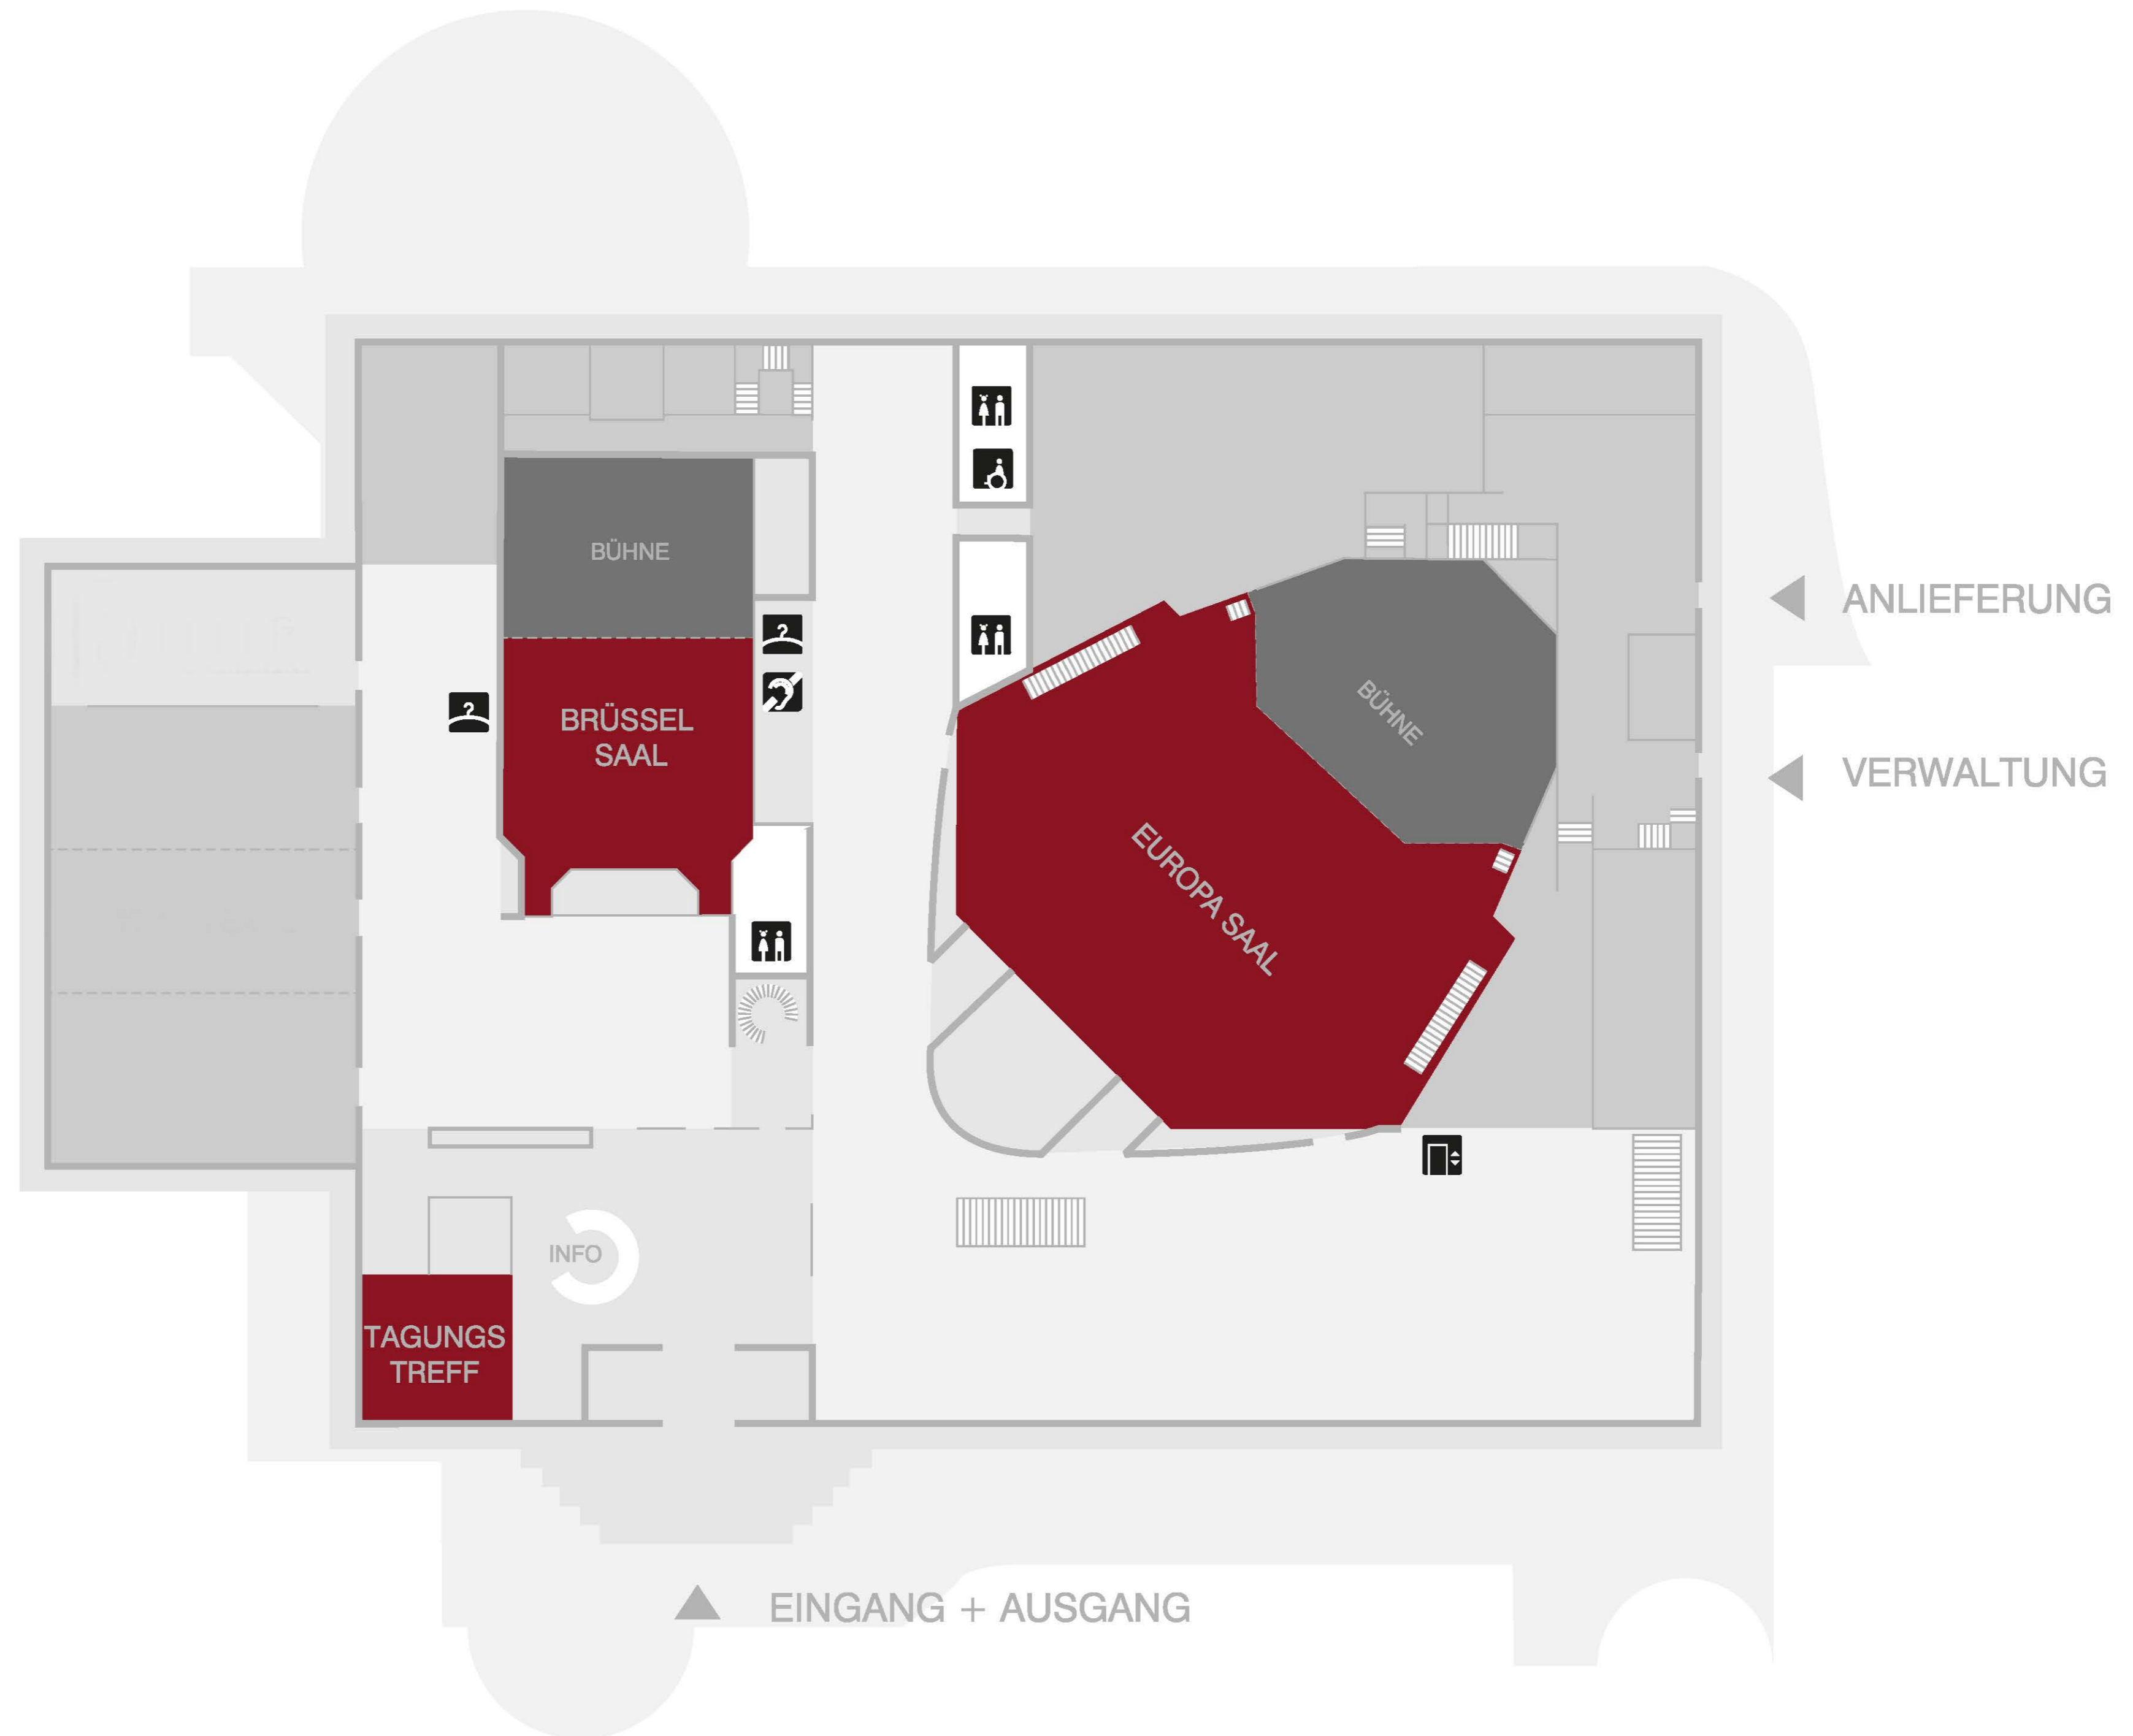 BÜHNE
BRÜSSEL
SAAL
BÜHNE
EUROPA SAAL
ANLIEFERUNG
VERWALTUNG
INFO
TAGUNGS
TREFF
EINGANG + AUSGANG